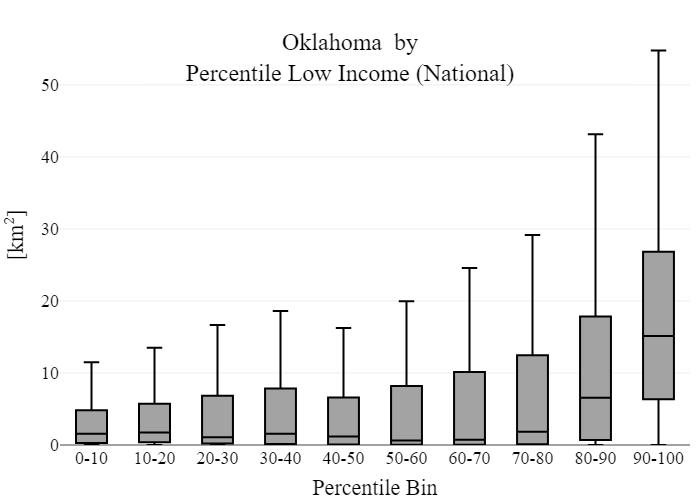 Oklahoma  by
Percentile Low Income (National)
[km²]
50
40
30
20
10
0
0-10 10-20 20-30 30-40 40-50 50-60 60-70 70-80 80-90 90-100
Percentile Bin